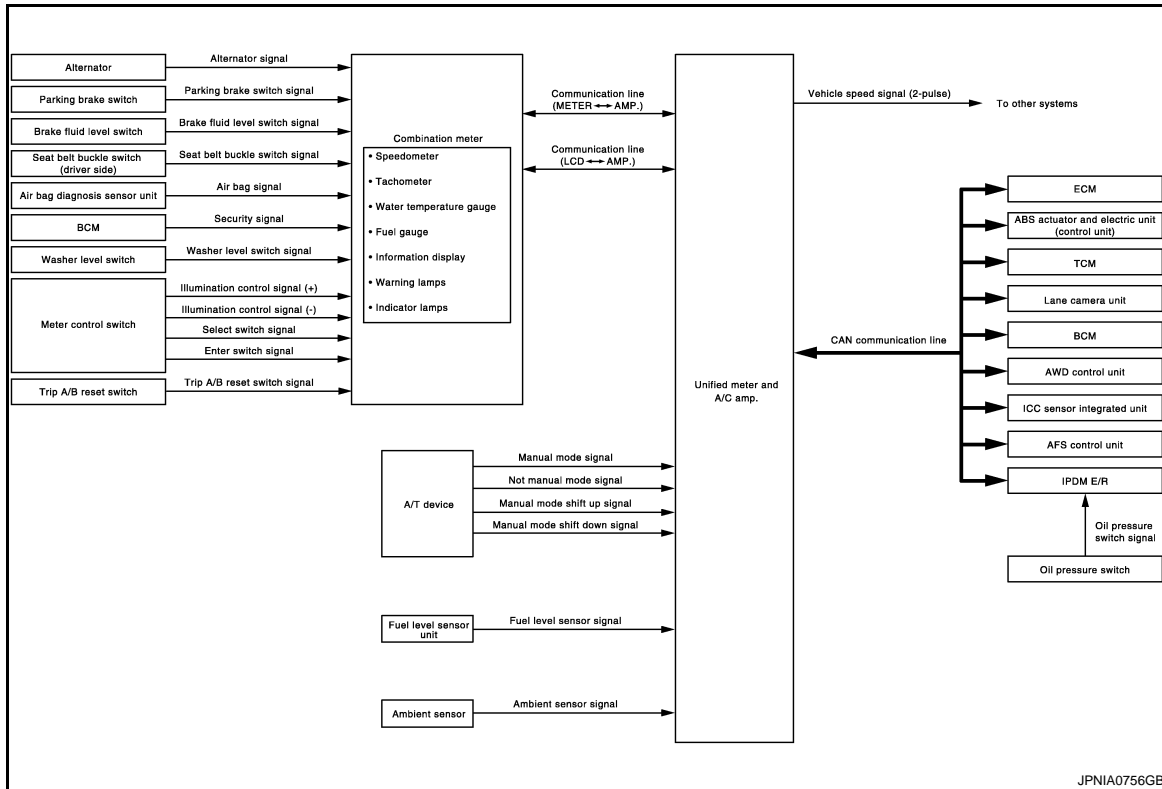 Alternator
Alternator signal
Parking brake switch
Parking brake switch signal
Brake fluid level switch
Brake fluid level switch signal
Seat belt buckle switch
(driver side)
Seat belt buckle switch signal
Air bag diagnosis sensor unit
Air bag signal
BCM
Security signal
Washer level switch
Washer level switch signal
Meter control switch
Illumination control signal (+)
Illumination control signal (-)
Select switch signal
Enter switch signal
Trip A/B reset switch
Trip A/B reset switch signal
Combination meter
• Speedometer
• Tachometer
• Water temperature gauge
• Fuel gauge
• Information display
• Warning lamps
• Indicator lamps
Communication line
(METER ↔ AMP.)
Communication line
(LCD ↔ AMP.)
A/T device
Manual mode signal
Not manual mode signal
Manual mode shift up signal
Manual mode shift down signal
Fuel level sensor
unit
Fuel level sensor signal
Ambient sensor
Ambient sensor signal
Unified meter and
A/C amp.
Vehicle speed signal (2-pulse)
To other systems
CAN communication line
ECM
ABS actuator and electric unit
(control unit)
TCM
Lane camera unit
BCM
AWD control unit
ICC sensor integrated unit
AFS control unit
IPDM E/R
Oil pressure
switch signal
Oil pressure switch
JPNIA0756GB